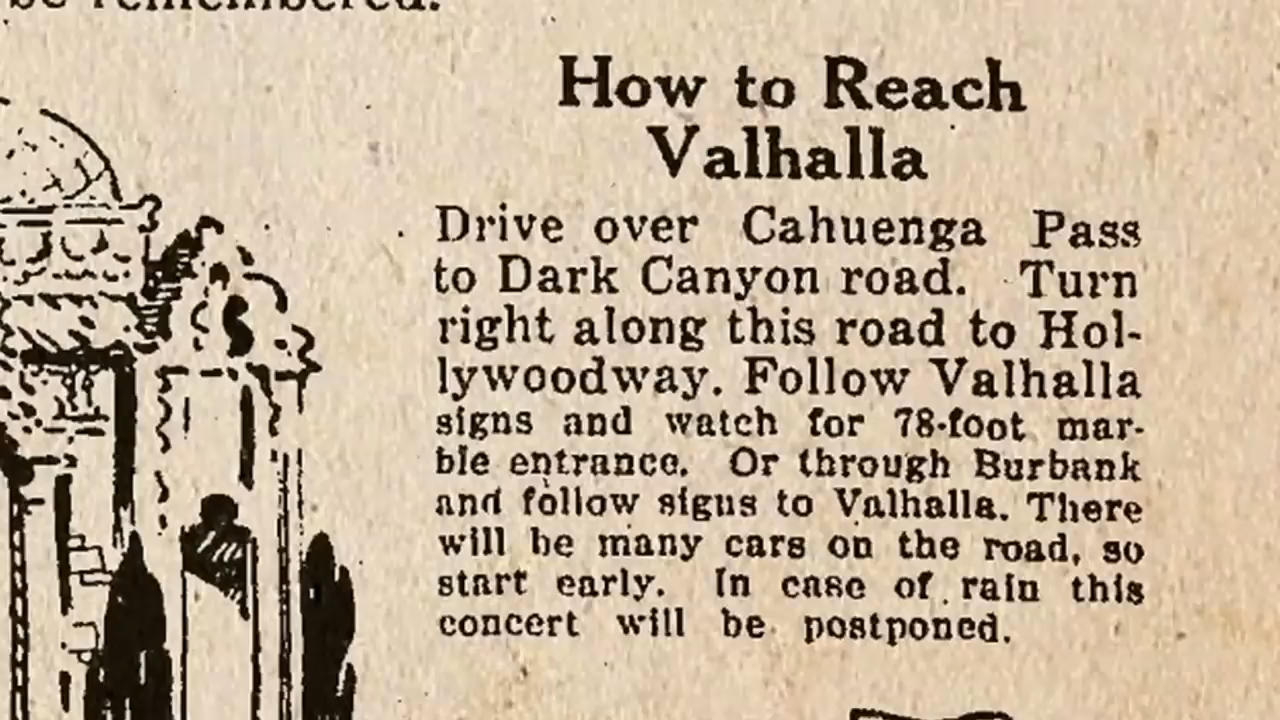 be remembered.
How to Reach
Valhalla
Drive over Cahuenga Pass
to Dark Canyon road. Turn
right along this road to Hol-
lywoodway. Follow Valhalla
signs and watch for 78-foot mar-
ble entrance. Or through Burbank
and follow signs to Valhalla. There
will be many cars on the road, so
start early. In case of rain this
concert will be postponed.